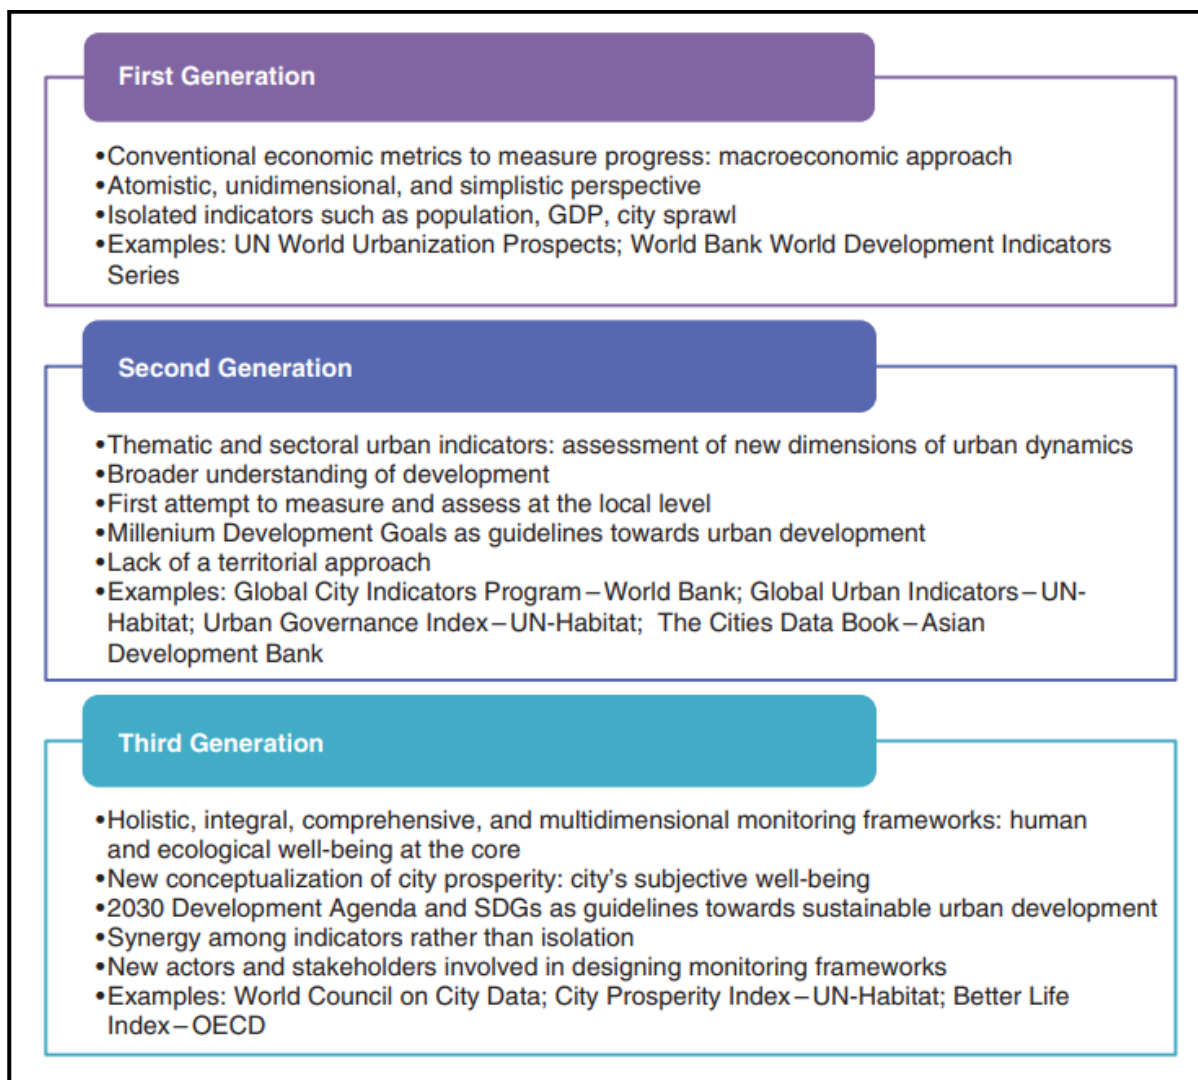 First Generation
•Conventional economic metrics to measure progress: macroeconomic approach
•Atomistic, unidimensional, and simplistic perspective
•Isolated indicators such as population, GDP, city sprawl
•Examples: UN World Urbanization Prospects; World Bank World Development Indicators
Series
Second Generation
•Thematic and sectoral urban indicators: assessment of new dimensions of urban dynamics
•Broader understanding of development
•First attempt to measure and assess at the local level
•Millenium Development Goals as guidelines towards urban development
•Lack of a territorial approach
•Examples: Global City Indicators Program–World Bank; Global Urban Indicators–UN-
Habitat; Urban Governance Index–UN-Habitat; The Cities Data Book–Asian
Development Bank
Third Generation
•Holistic, integral, comprehensive, and multidimensional monitoring frameworks: human
and ecological well-being at the core
•New conceptualization of city prosperity: city’s subjective well-being
•2030 Development Agenda and SDGs as guidelines towards sustainable urban development
•Synergy among indicators rather than isolation
•New actors and stakeholders involved in designing monitoring frameworks
•Examples: World Council on City Data; City Prosperity Index–UN-Habitat; Better Life
Index–OECD